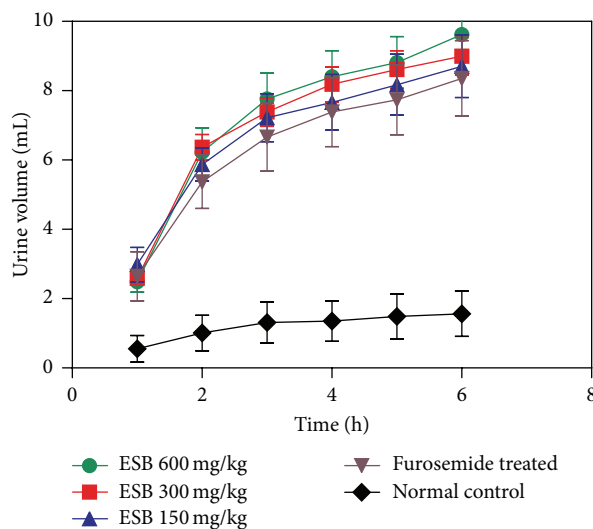 10
8
6
4
2
0
Urine volume (mL)
0 2 4 6 8
Time (h)
ESB 600 mg/kg
ESB 300 mg/kg
ESB 150 mg/kg
Furosemide treated
Normal control